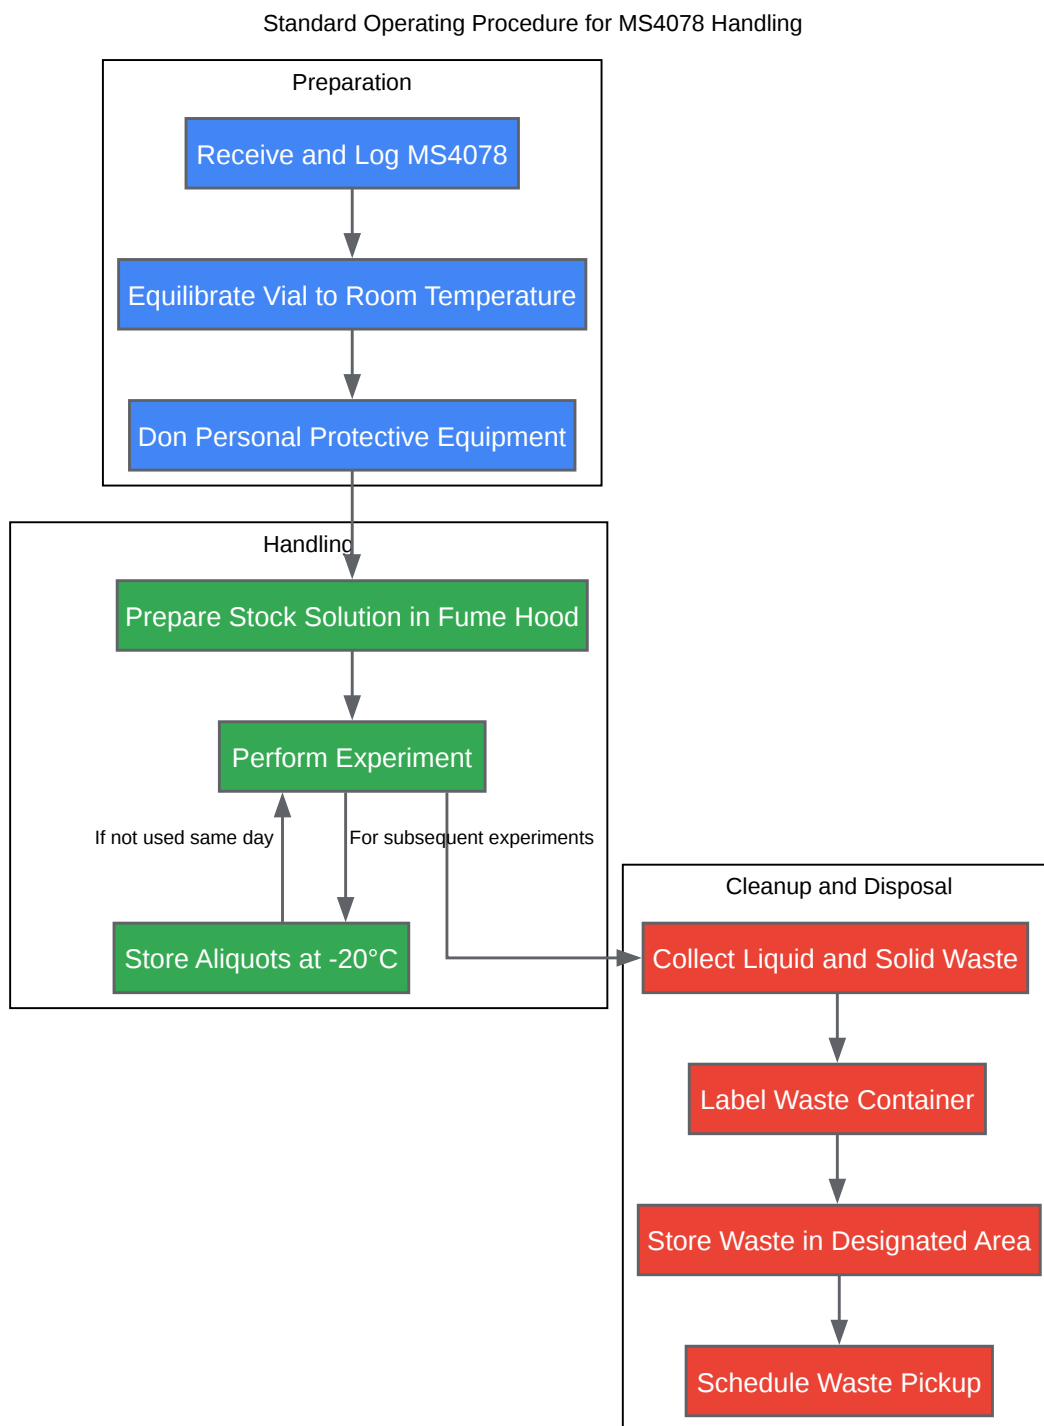 Standard Operating Procedure for MS4078 Handling
Preparation
Receive and Log MS4078
Equilibrate Vial to Room Temperature
Don Personal Protective Equipment
Handling
Prepare Stock Solution in Fume Hood
Perform Experiment
If not used same day
For subsequent experiments
Store Aliquots at -20°C
Cleanup and Disposal
Collect Liquid and Solid Waste
Label Waste Container
Store Waste in Designated Area
Schedule Waste Pickup